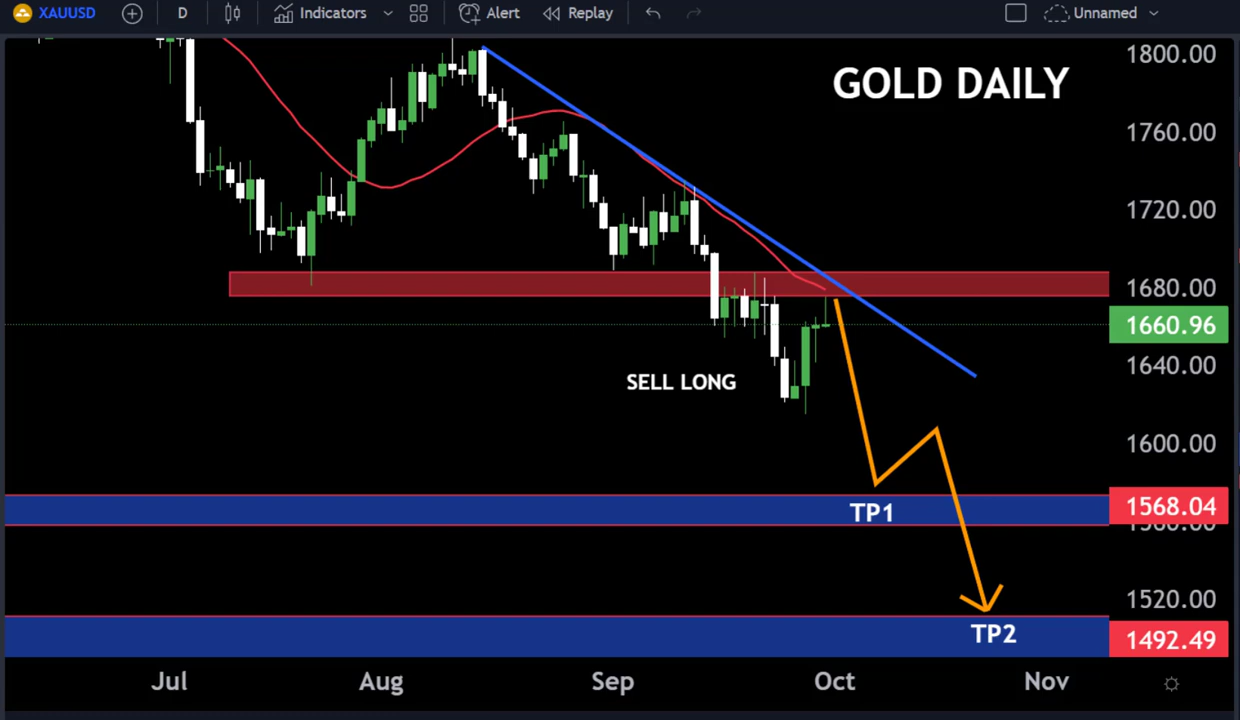 XAUUSD D Indicators Alert Replay Unnamed
GOLD DAILY
1800.00
1760.00
1720.00
1680.00
1660.96
1640.00
SELL LONG
1600.00
1568.04
TP1
1520.00
TP2
1492.49
Jul Aug Sep Oct Nov